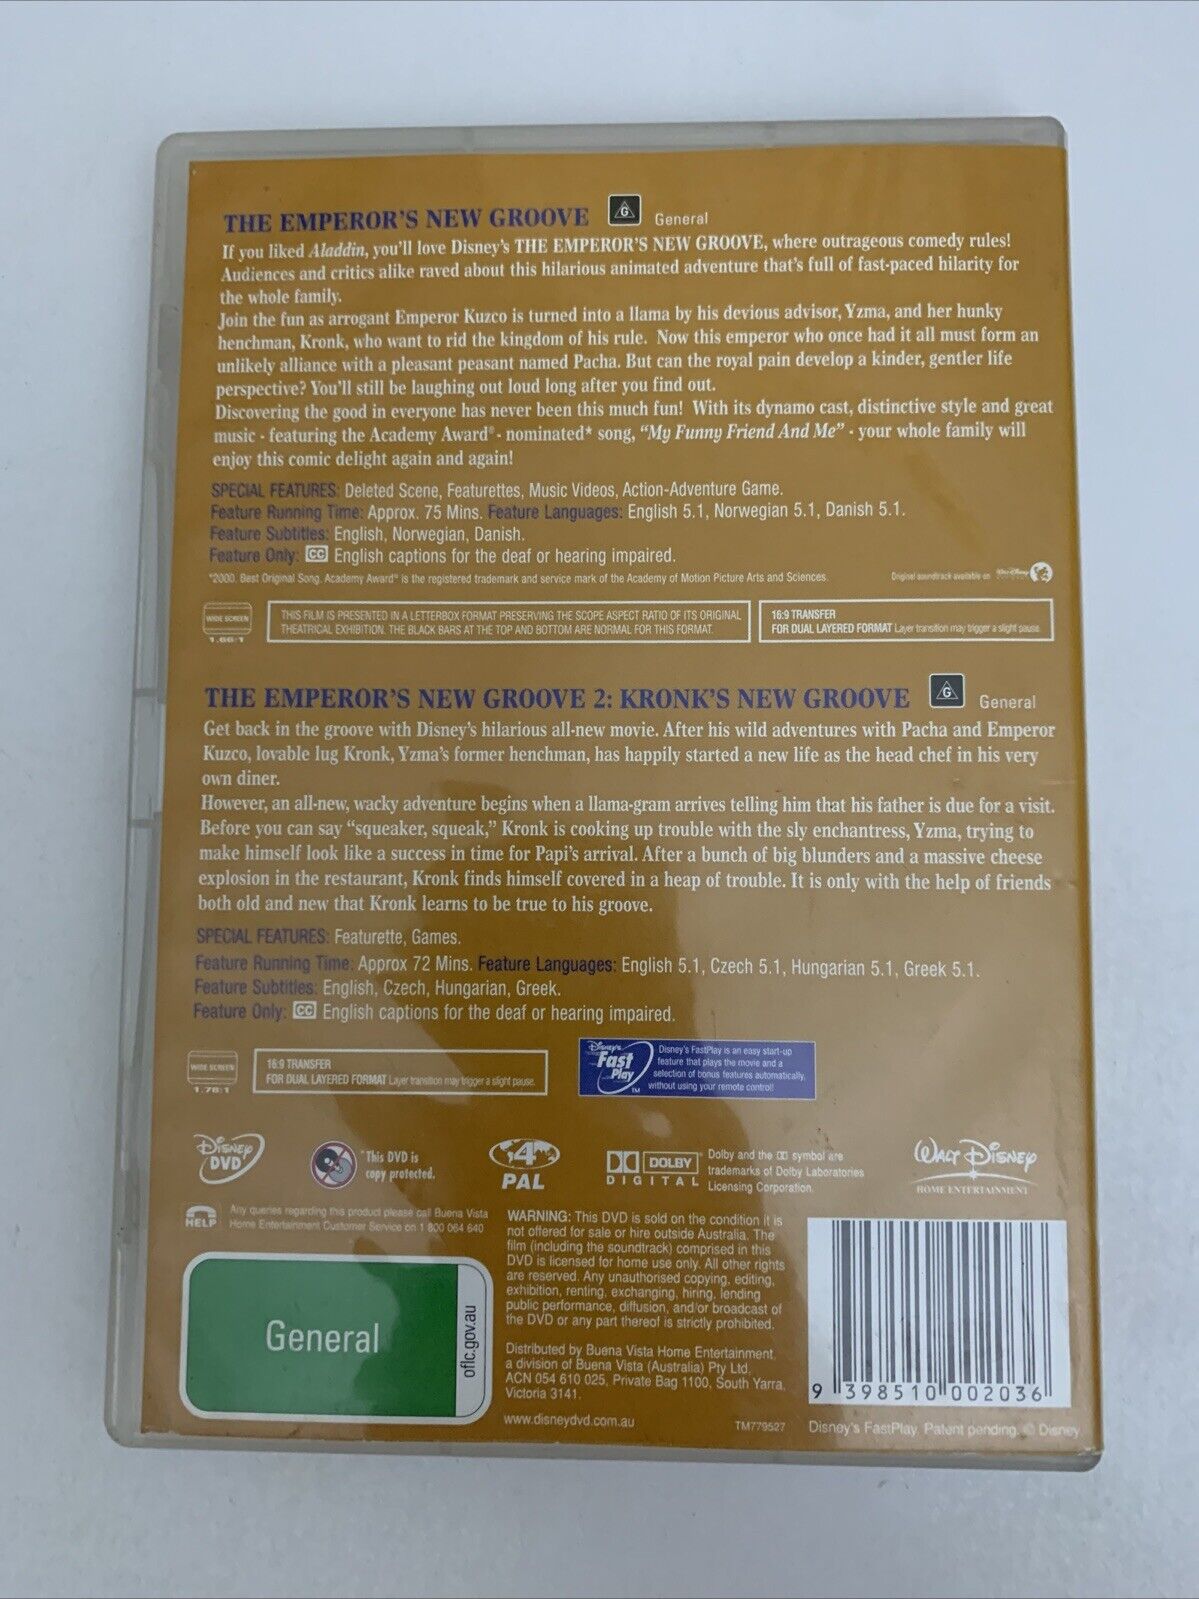 THE EMPEROR'S NEW GROOVE G General
If you liked Aladdin, you'll love Disney's THE EMPEROR'S NEW GROOVE, where outrageous comedy rules!
Audiences and critics alike raved about this hilarious animated adventure that's full of fast-paced hilarity for
the whole family.
Join the fun as arrogant Emperor Kuzco is turned into a llama by his devious advisor, Yzma, and her hunky
henchman, Kronk, who want to rid the kingdom of his rule. Now this emperor who once had it all must form an
unlikely alliance with a pleasant peasant named Pacha. But can the royal pain develop a kinder, gentler life
perspective? You'll still be laughing out loud long after you find out.
Discovering the good in everyone has never been this much fun! With its dynamo cast, distinctive style and great
music - featuring the Academy Award® - nominated* song, "My Funny Friend And Me" - your whole family will
enjoy this comic delight again and again!
SPECIAL FEATURES: Deleted Scene, Featurettes, Music Videos, Action-Adventure Game.
Feature Running Time: Approx. 75 Mins. Feature Languages: English 5.1, Norwegian 5.1, Danish 5.1.
Feature Subtitles: English, Norwegian, Danish.
Feature Only: CC English captions for the deaf or hearing impaired.
*2000. Best Original Song. Academy Award® is the registered trademark and service mark of the Academy of Motion Picture Arts and Sciences.
Original soundtrack available on Walt Disney
WIDE SCREEN
1.66:1
THIS FILM IS PRESENTED IN A LETTERBOX FORMAT PRESERVING THE SCOPE ASPECT RATIO OF ITS ORIGINAL
THEATRICAL EXHIBITION. THE BLACK BARS AT THE TOP AND BOTTOM ARE NORMAL FOR THIS FORMAT.
16:9 TRANSFER
FOR DUAL LAYERED FORMAT Layer transition may trigger a slight pause.
THE EMPEROR'S NEW GROOVE 2: KRONK'S NEW GROOVE G General
Get back in the groove with Disney's hilarious all-new movie. After his wild adventures with Pacha and Emperor
Kuzco, lovable lug Kronk, Yzma's former henchman, has happily started a new life as the head chef in his very
own diner.
However, an all-new, wacky adventure begins when a llama-gram arrives telling him that his father is due for a visit.
Before you can say "squeaker, squeak," Kronk is cooking up trouble with the sly enchantress, Yzma, trying to
make himself look like a success in time for Papi's arrival. After a bunch of big blunders and a massive cheese
explosion in the restaurant, Kronk finds himself covered in a heap of trouble. It is only with the help of friends
both old and new that Kronk learns to be true to his groove.
SPECIAL FEATURES: Featurette, Games.
Feature Running Time: Approx 72 Mins. Feature Languages: English 5.1, Czech 5.1, Hungarian 5.1, Greek 5.1.
Feature Subtitles: English, Czech, Hungarian, Greek.
Feature Only: CC English captions for the deaf or hearing impaired.
WIDE SCREEN
1.78:1
16:9 TRANSFER
FOR DUAL LAYERED FORMAT Layer transition may trigger a slight pause.
Disney's
Fast
Play
TM
Disney's FastPlay is an easy start-up
feature that plays the movie and a
selection of bonus features automatically,
without using your remote control!
Disney
DVD
This DVD is
copy protected.
4
PAL
DOLBY
DIGITAL
Dolby and the DD symbol are
trademarks of Dolby Laboratories
Licensing Corporation.
Walt Disney
HOME ENTERTAINMENT
HELP
Any queries regarding this product please call Buena Vista
Home Entertainment Customer Service on 1 800 064 640
General
oflc.gov.au
WARNING: This DVD is sold on the condition it is
not offered for sale or hire outside Australia. The
film (including the soundtrack) comprised in this
DVD is licensed for home use only. All other rights
are reserved. Any unauthorised copying, editing,
exhibition, renting, exchanging, hiring, lending
public performance, diffusion, and/or broadcast of
the DVD or any part thereof is strictly prohibited.
Distributed by Buena Vista Home Entertainment,
a division of Buena Vista (Australia) Pty Ltd.
ACN 054 610 025, Private Bag 1100, South Yarra,
Victoria 3141.
www.disneydvd.com.au
TM779527
9 398510 002036
Disney's FastPlay. Patent pending. © Disney